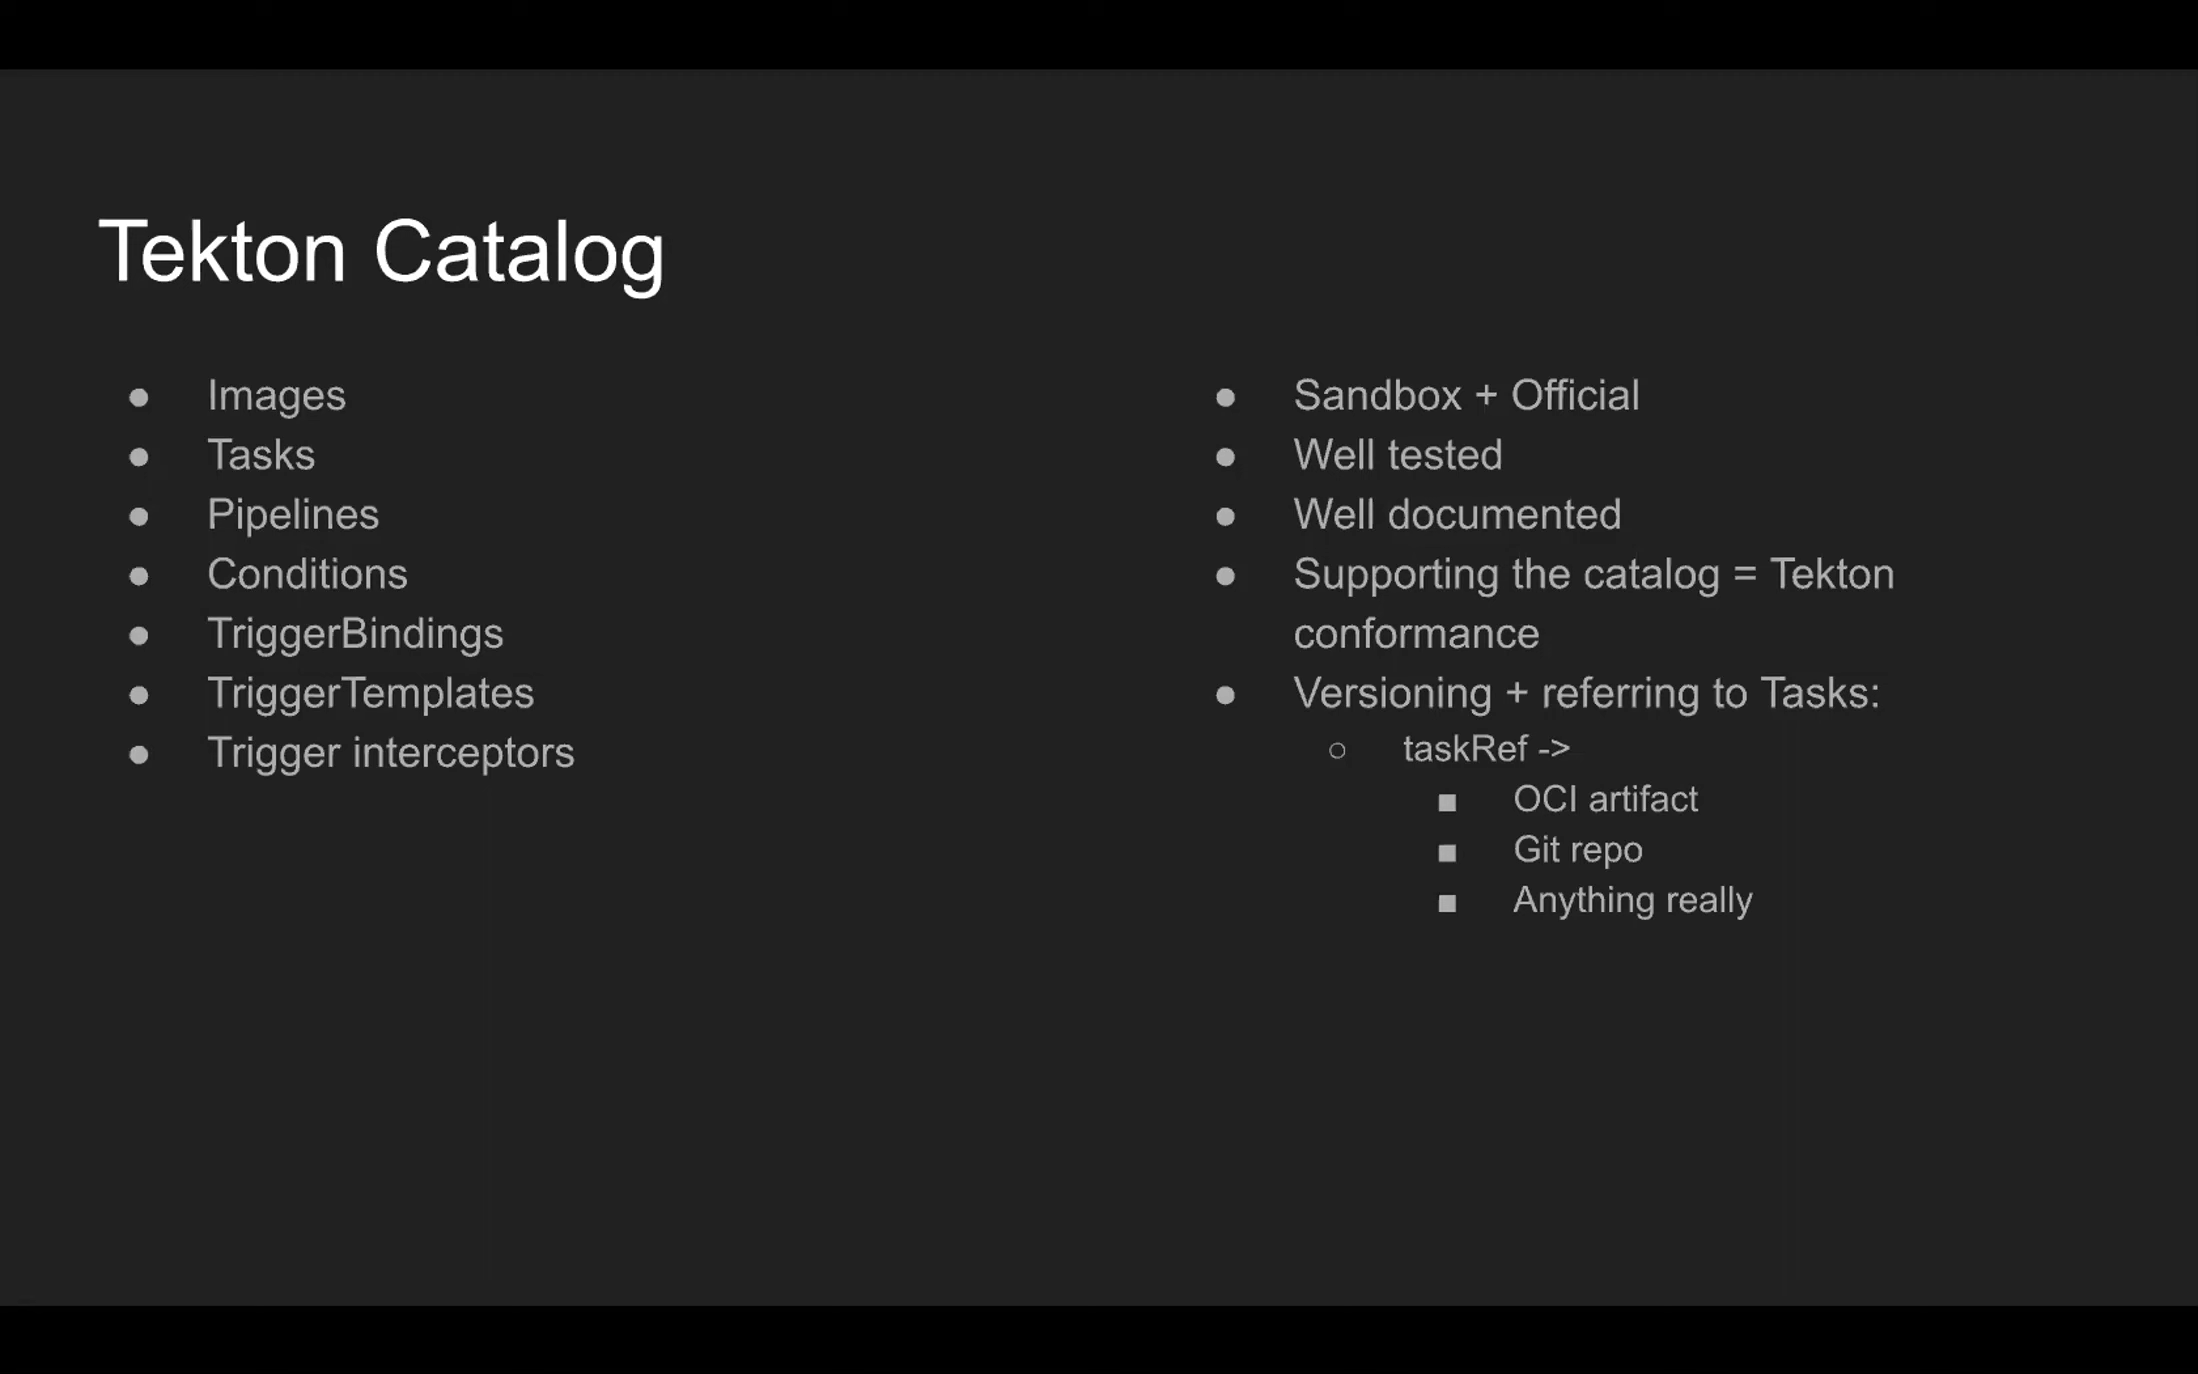 Tekton Catalog
● Images
● Tasks
● Pipelines
● Conditions
● TriggerBindings
● TriggerTemplates
● Trigger interceptors
● Sandbox + Official
● Well tested
● Well documented
● Supporting the catalog = Tekton
conformance
● Versioning + referring to Tasks:
○ taskRef ->
■ OCI artifact
■ Git repo
■ Anything really